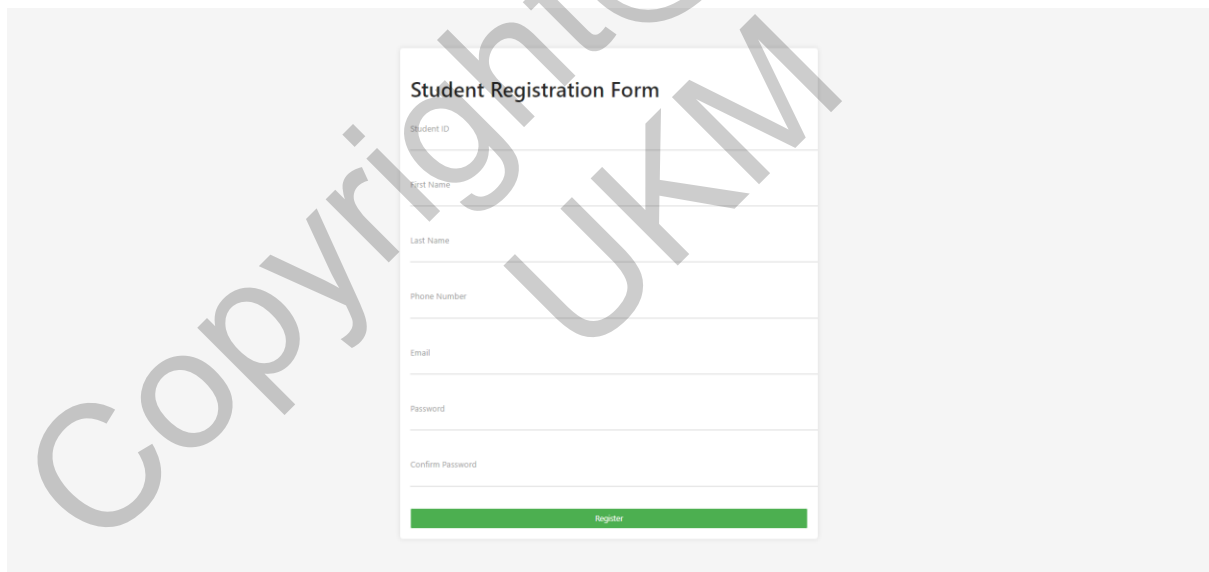 Student Registration Form
Student ID
First Name
Last Name
Phone Number
Email
Password
Confirm Password
Register
Copyright©
UKM